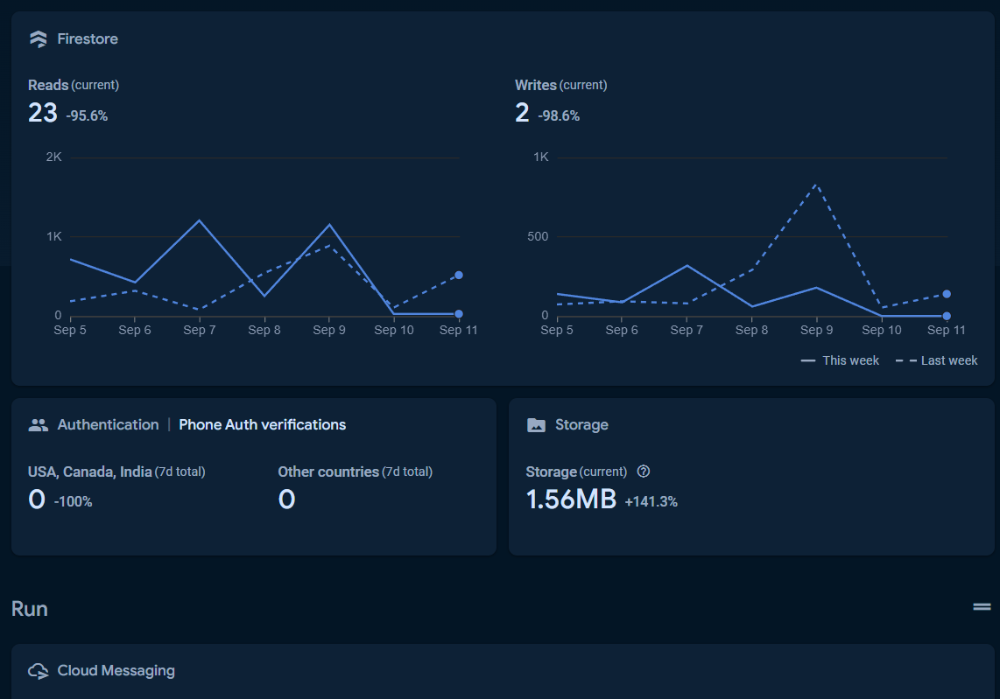 Firestore
Reads (current)
23 -95.6%
2K
1K
0
Sep 5 Sep 6 Sep 7 Sep 8 Sep 9 Sep 10 Sep 11
Writes (current)
2 -98.6%
1K
500
0
Sep 5 Sep 6 Sep 7 Sep 8 Sep 9 Sep 10 Sep 11
This week Last week
Authentication | Phone Auth verifications
USA, Canada, India (7d total)
0 -100%
Other countries (7d total)
0
Storage
Storage (current) ?
1.56MB +141.3%
Run
Cloud Messaging